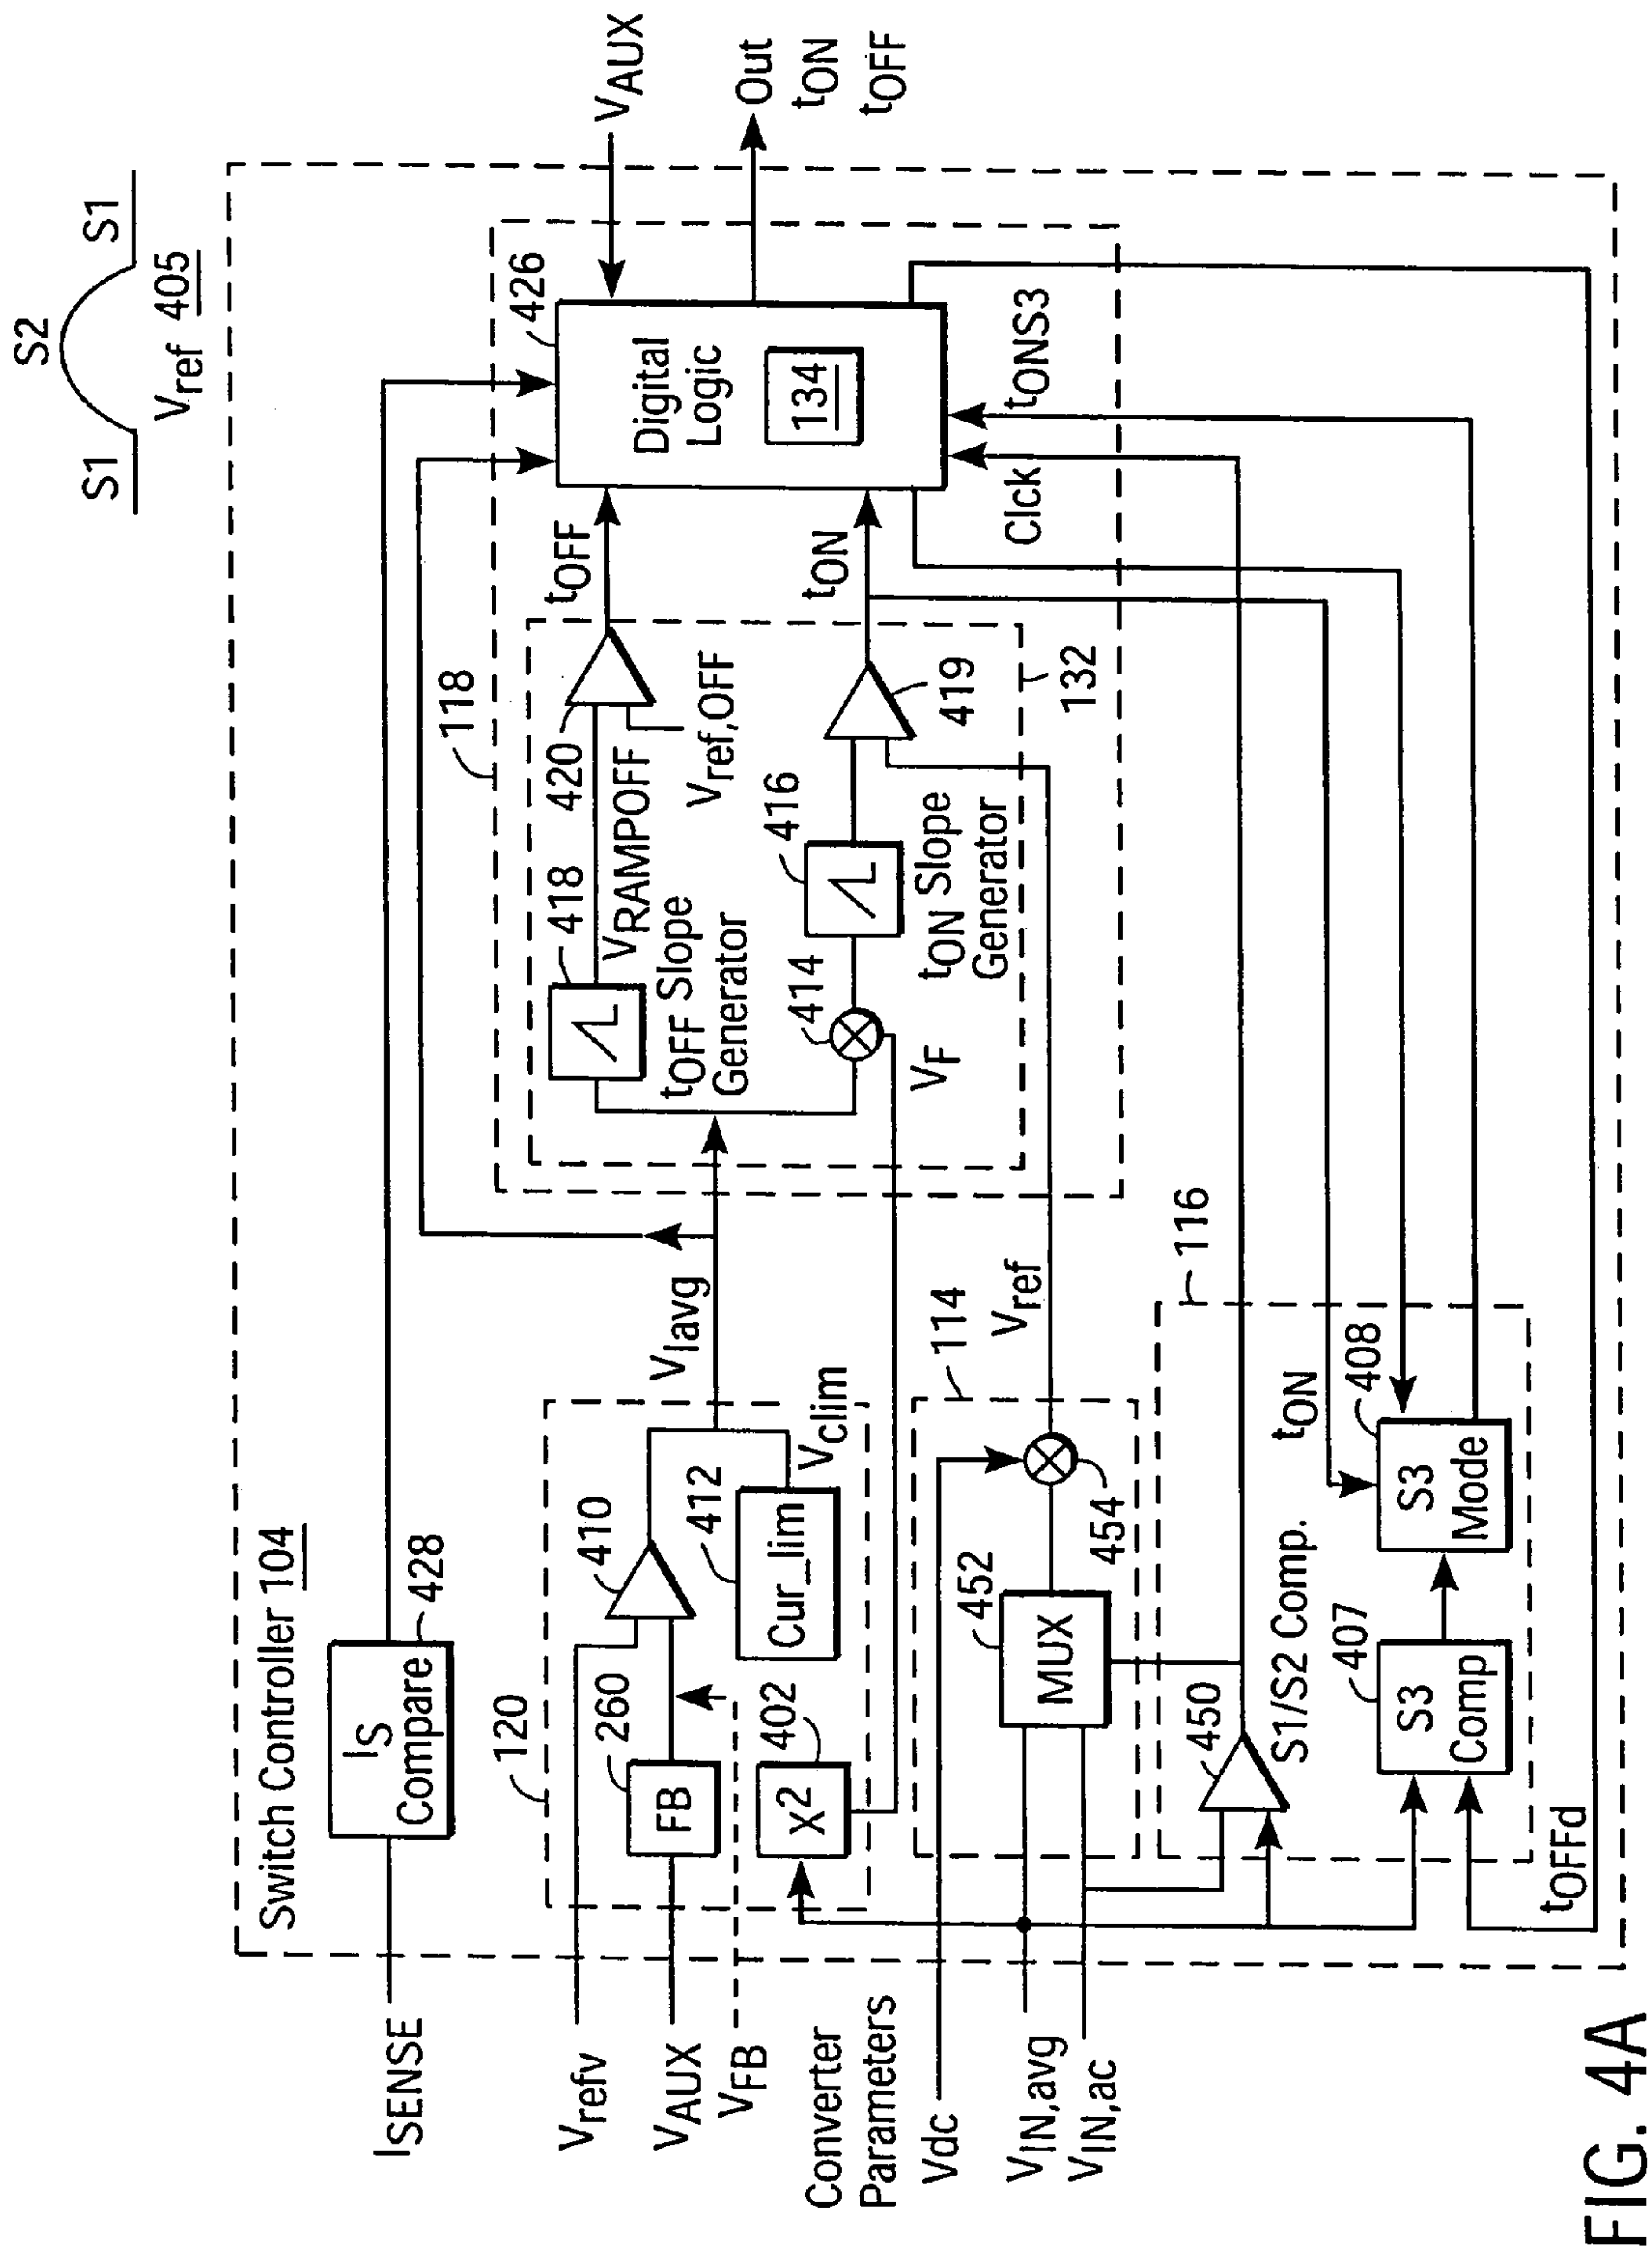 S2
S1
S1
Vref 405
Switch Controller 104
ISENSE
IS
Compare
428
VAUX
Out
tON
tOFF
118
426
Digital
Logic
134
tOFF
tON
Clck
tONS3
420
VRAMPOFF
Vref,OFF
418
tOFF Slope
Generator
414
VF
416
tON Slope
Generator
419
132
VIavg
120
Vrefv
VAUX
VFB
260
FB
410
412
Cur_lim
Vclim
402
X2
Converter
Parameters
Vdc
VIN,avg
VIN,ac
114
Vref
452
MUX
454
116
450
S1/S2 Comp.
407
S3
Comp
tON
408
S3
Mode
tOFFd
FIG. 4A